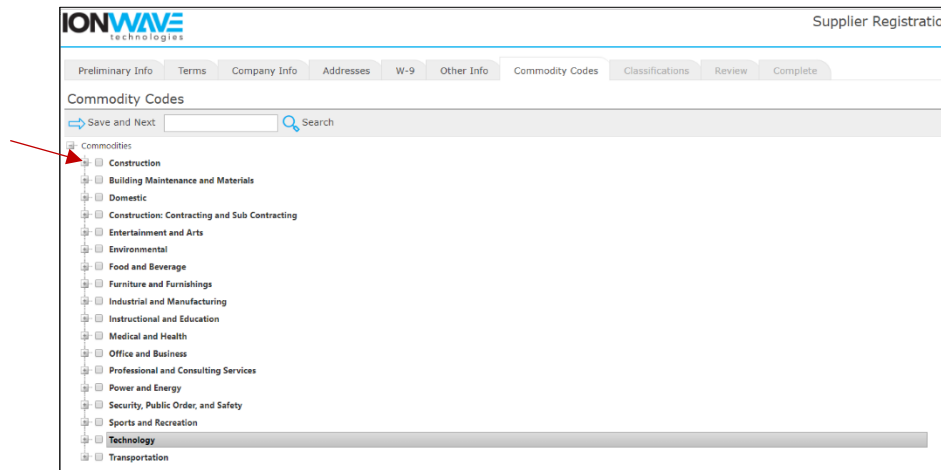 IONWAVE
technologies
Supplier Registratio
Preliminary Info Terms Company Info Addresses W-9 Other Info Commodity Codes Classifications Review Complete
Commodity Codes
Save and Next Search
Commodities
Construction
Building Maintenance and Materials
Domestic
Construction: Contracting and Sub Contracting
Entertainment and Arts
Environmental
Food and Beverage
Furniture and Furnishings
Industrial and Manufacturing
Instructional and Education
Medical and Health
Office and Business
Professional and Consulting Services
Power and Energy
Security, Public Order, and Safety
Sports and Recreation
Technology
Transportation